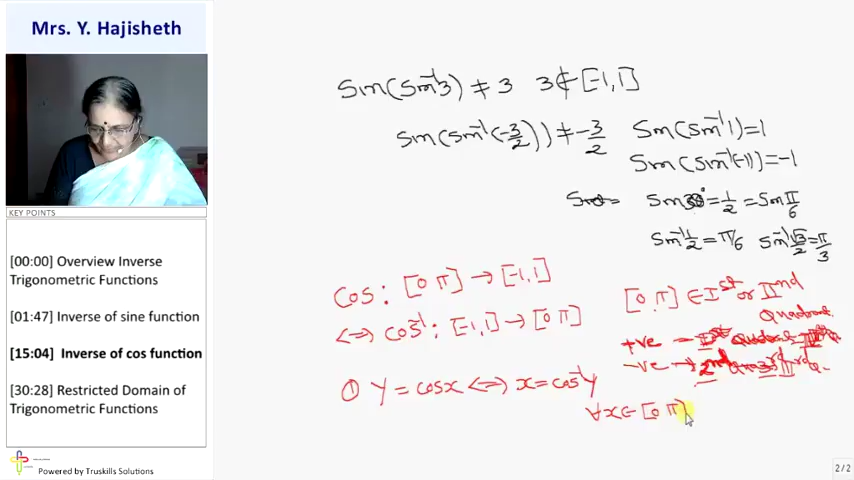 Mrs. Y. Hajisheth
KEY POINTS
[00:00] Overview Inverse
Trigonometric Functions
[01:47] Inverse of sine function
[15:04] Inverse of cos function
[30:28] Restricted Domain of
Trigonometric Functions
Powered by Truskills Solutions
Sin(Sin⁻¹3) ≠ 3 3 ∉ [-1, 1]
Sin(Sin⁻¹(-3/2)) ≠ -3/2 Sin(Sin⁻¹1) = 1
Sin(Sin⁻¹(-1)) = -1
Sin 30° = 1/2 = Sin π/6
Sin⁻¹ 1/2 = π/6 Sin⁻¹ √3/2 = π/3
Cos : [0 π] → [-1, 1]
⟺ Cos⁻¹ : [-1, 1] → [0 π]
[0, π] ∈ Iˢᵗ or IIⁿᵈ
Quadrant.
+ve
-ve → 2nd
① Y = cosx ⟺ x = cos⁻¹Y
∀ x ∈ [0 π]
2/2